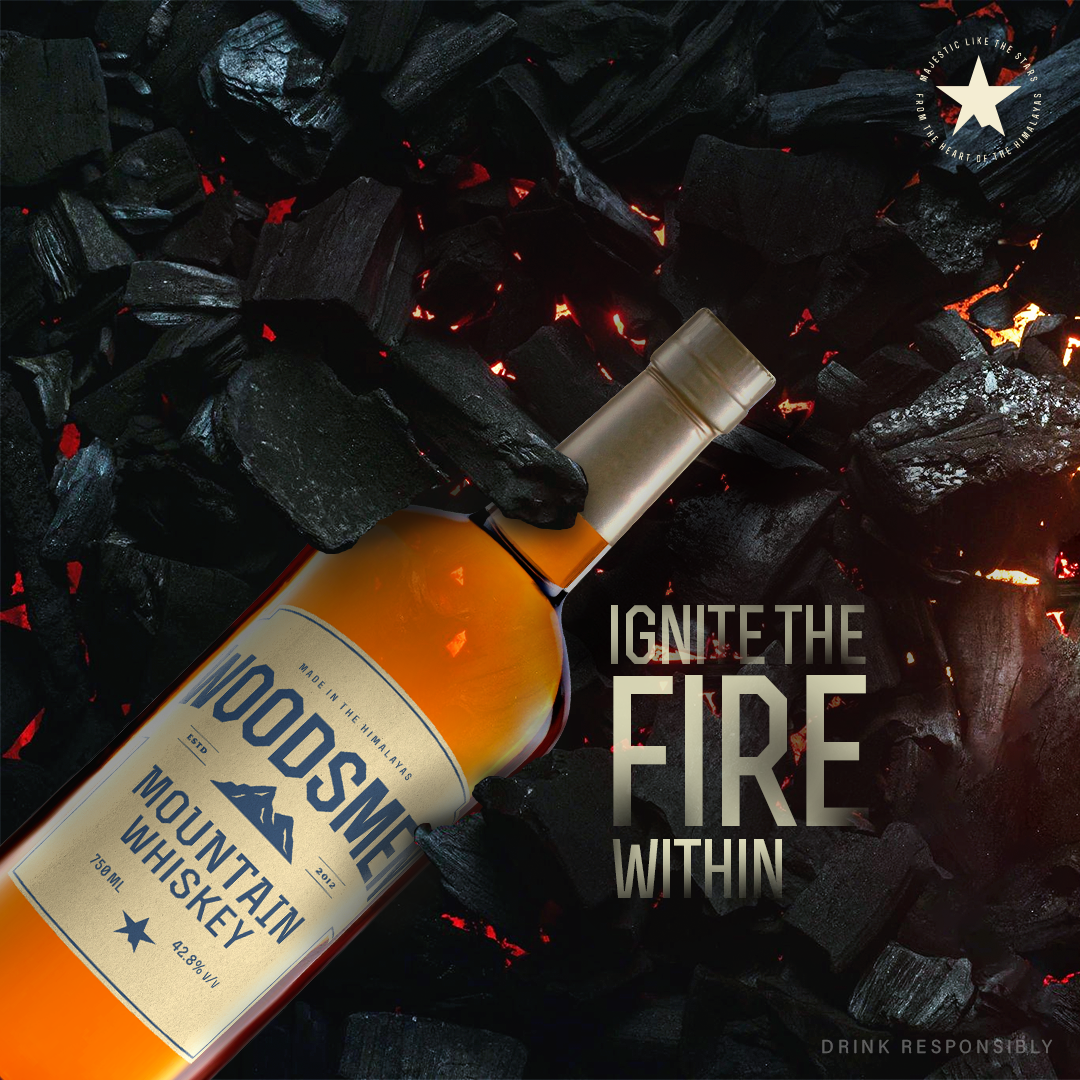 MAJESTIC LIKE THE STARS
FROM THE HEART OF THE HIMALAYAS
MADE IN THE HIMALAYAS
WOODSMEN
ESTD
2012
MOUNTAIN
WHISKEY
750 ML
42.8% V/V
IGNITE THE
FIRE
WITHIN
DRINK RESPONSIBLY